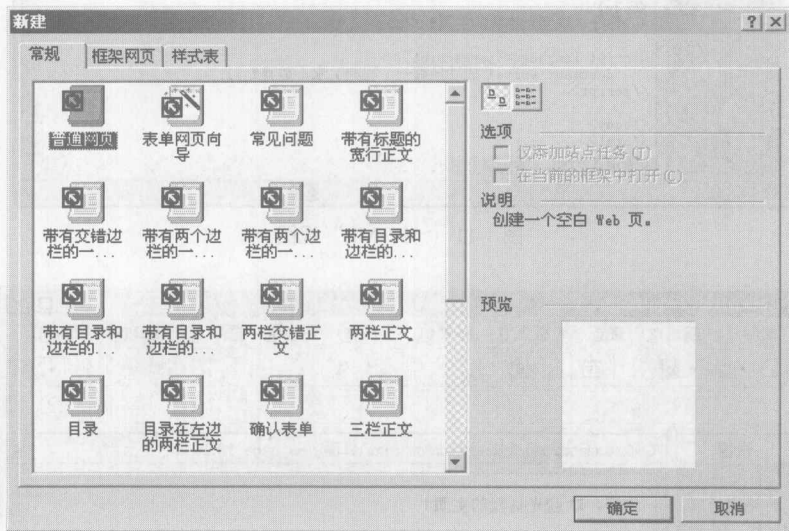 新建
常规
框架网页
样式表
普通网页
表单网页向
导
常见问题
带有标题的
宽行正文
带有交错边
栏的一...
带有两个边
栏的一...
带有两个边
栏的一...
带有目录和
边栏的...
带有目录和
边栏的...
带有目录和
边栏的...
两栏交错正
文
两栏正文
目录
目录在左边
的两栏正文
确认表单
三栏正文
选项
仅添加站点任务(T)
在当前的框架中打开(C)
说明
创建一个空白 Web 页。
预览
确定
取消